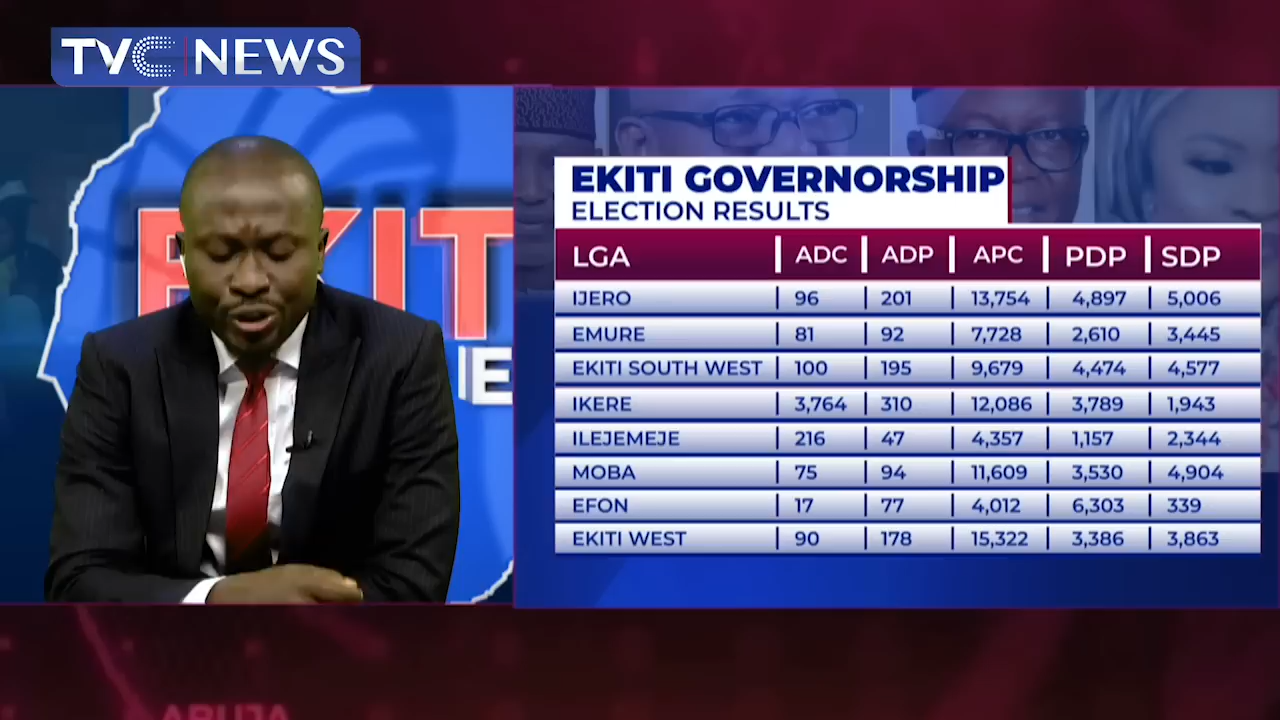 TVC NEWS
EKITI GOVERNORSHIP
ELECTION RESULTS
LGA ADC ADP APC PDP SDP
IJERO 96 201 13,754 4,897 5,006
EMURE 81 92 7,728 2,610 3,445
EKITI SOUTH WEST 100 195 9,679 4,474 4,577
IKERE 3,764 310 12,086 3,789 1,943
ILEJEMEJE 216 47 4,357 1,157 2,344
MOBA 75 94 11,609 3,530 4,904
EFON 17 77 4,012 6,303 339
EKITI WEST 90 178 15,322 3,386 3,863
EKIT
ABUJA